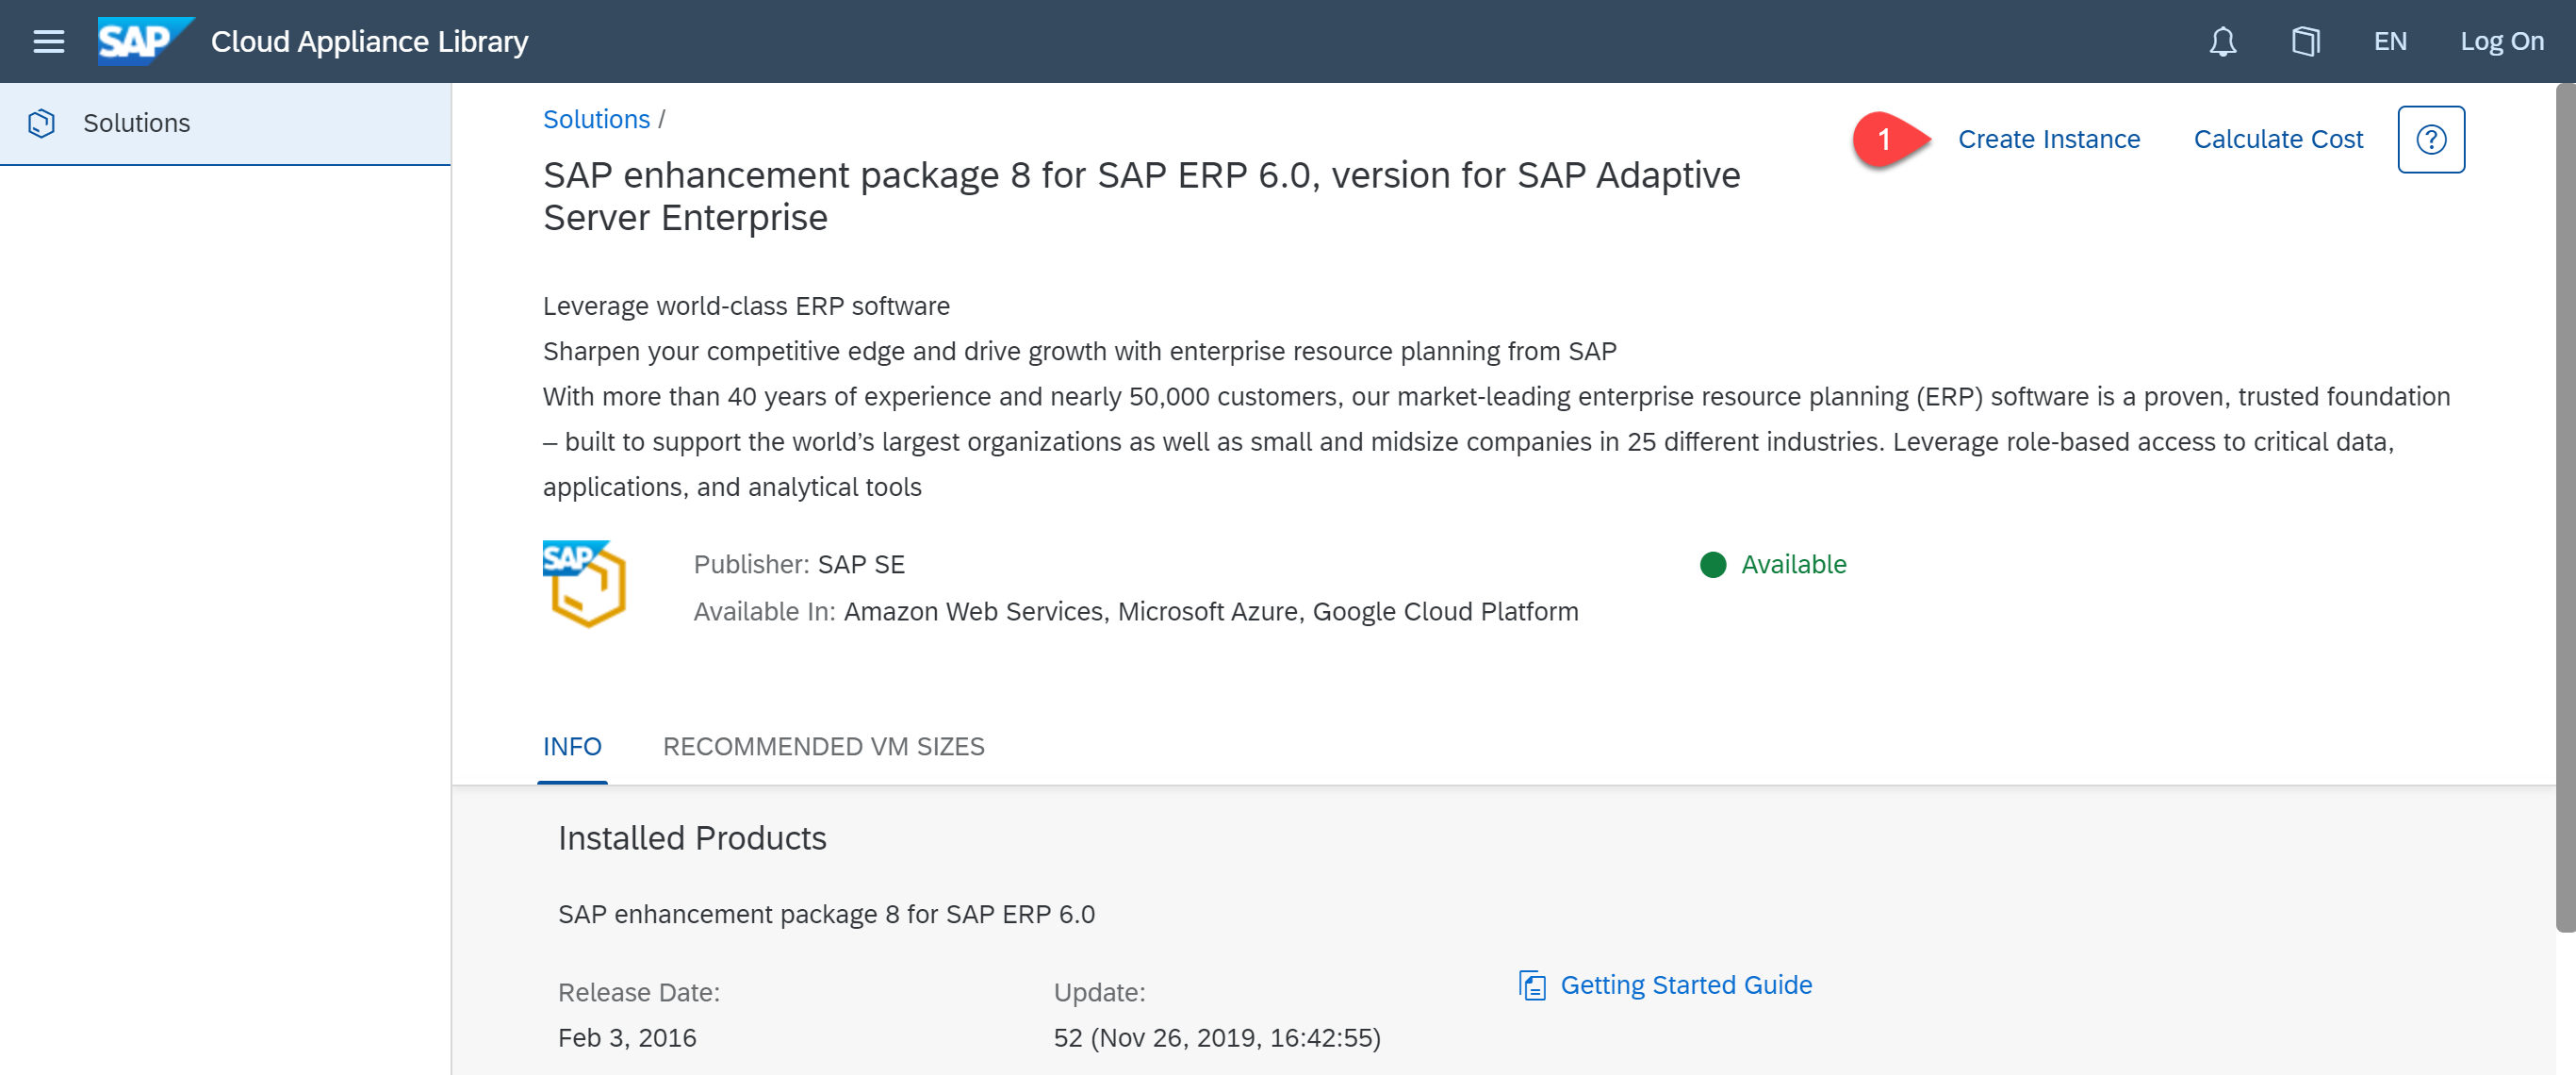 SAP Cloud Appliance Library
EN
Log On
Solutions
Solutions /
1
Create Instance
Calculate Cost
?
SAP enhancement package 8 for SAP ERP 6.0, version for SAP Adaptive
Server Enterprise
Leverage world-class ERP software
Sharpen your competitive edge and drive growth with enterprise resource planning from SAP
With more than 40 years of experience and nearly 50,000 customers, our market-leading enterprise resource planning (ERP) software is a proven, trusted foundation
– built to support the world’s largest organizations as well as small and midsize companies in 25 different industries. Leverage role-based access to critical data,
applications, and analytical tools
SAP
Publisher: SAP SE
Available
Available In: Amazon Web Services, Microsoft Azure, Google Cloud Platform
INFO
RECOMMENDED VM SIZES
Installed Products
SAP enhancement package 8 for SAP ERP 6.0
Release Date:
Update:
Getting Started Guide
Feb 3, 2016
52 (Nov 26, 2019, 16:42:55)